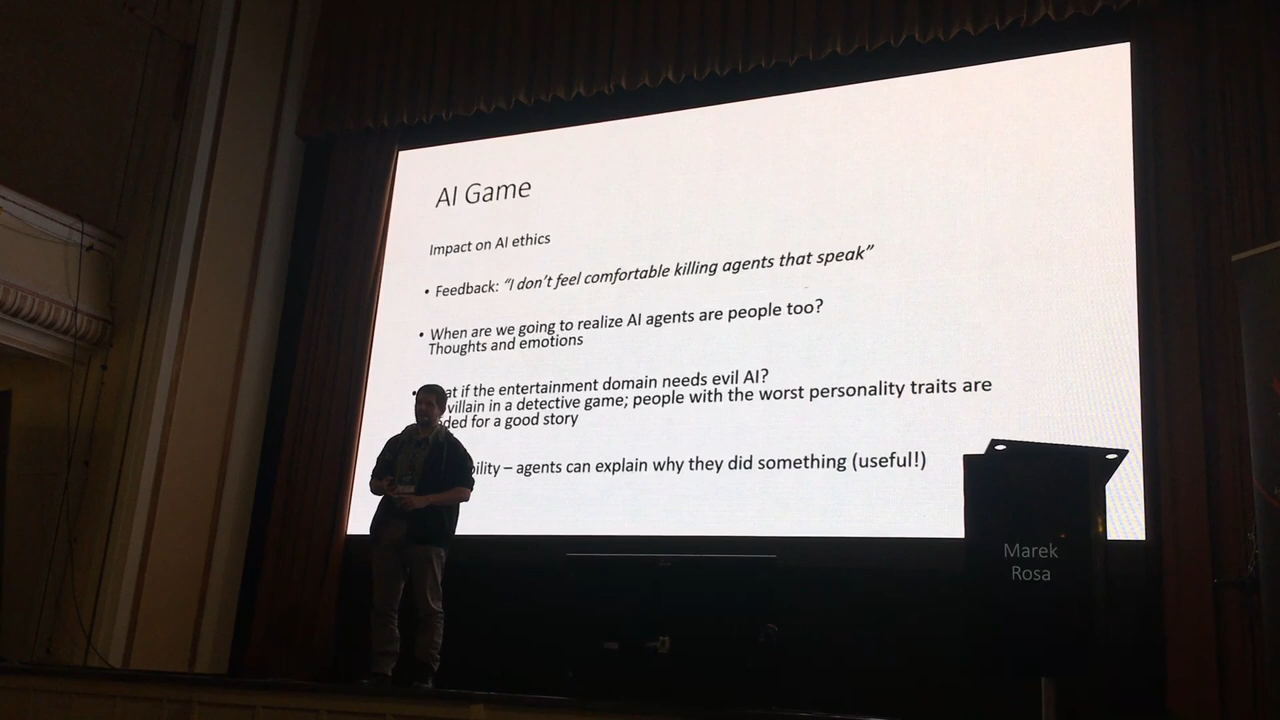 AI Game
Impact on AI ethics
• Feedback: “I don’t feel comfortable killing agents that speak”
• When are we going to realize AI agents are people too?
Thoughts and emotions
• at if the entertainment domain needs evil AI?
villain in a detective game; people with the worst personality traits are
ded for a good story
bility – agents can explain why they did something (useful!)
Marek
Rosa